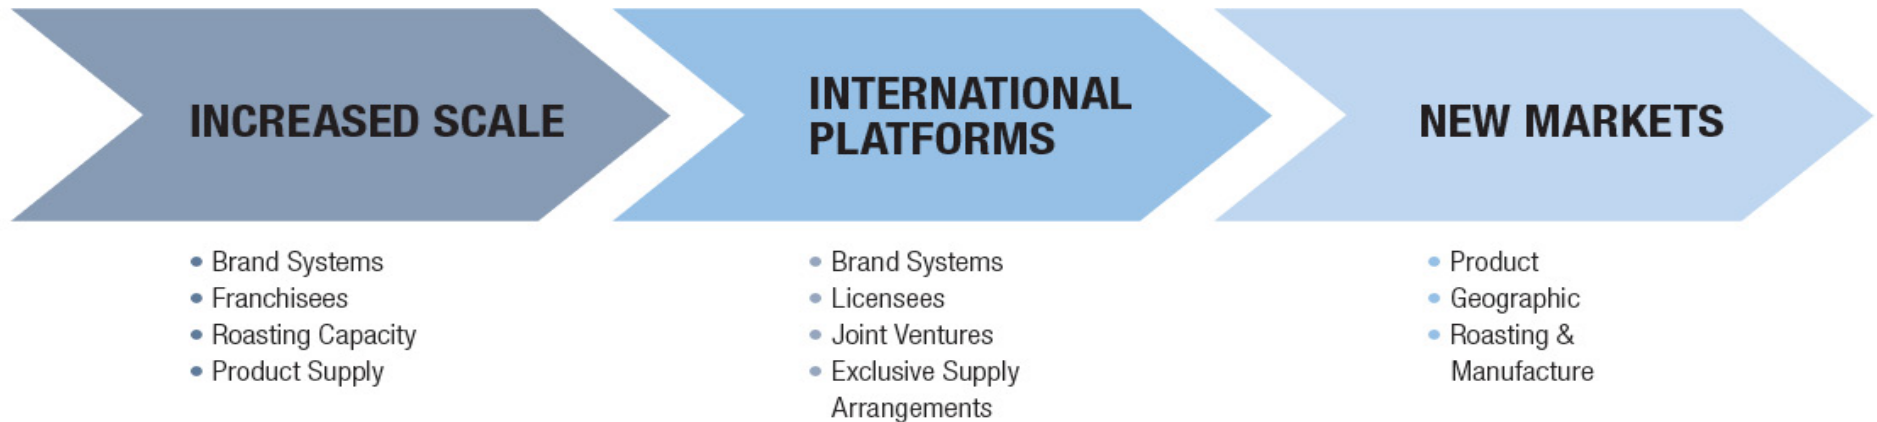 INCREASED SCALE
• Brand Systems
• Franchisees
• Roasting Capacity
• Product Supply
INTERNATIONAL
PLATFORMS
• Brand Systems
• Licensees
• Joint Ventures
• Exclusive Supply
Arrangements
NEW MARKETS
• Product
• Geographic
• Roasting &
Manufacture